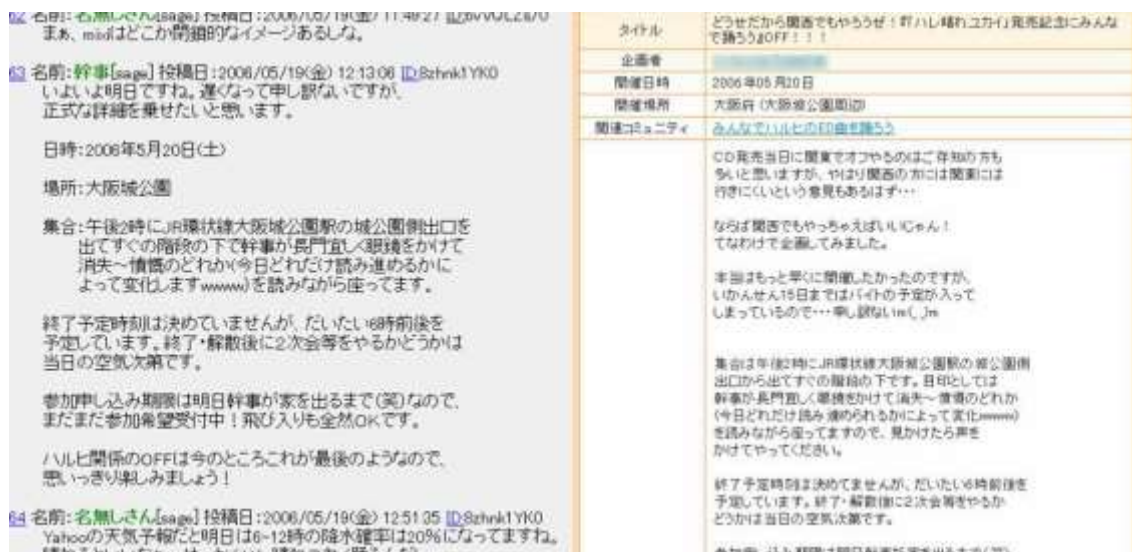 62 名前:名無しさん[sage] 投稿日:2006/05/19(金) 11:49:27
まぁ、mixiはどこか閉鎖的なイメージあるしな。
63 名前:幹事[sage] 投稿日:2006/05/19(金) 12:13:06 ID:8zhnk1YK0
いよいよ明日ですね。遅くなって申し訳ないですが、
正式な詳細を乗せたいと思います。
日時:2006年5月20日(土)
場所:大阪城公園
集合:午後2時にJR環状線大阪城公園駅の城公園側出口を
出てすぐの階段の下で幹事が長門宜しく眼鏡をかけて
消失～憤慨のどれか(今日どれだけ読み進めるかに
よって変化しますwwww)を読みながら座ってます。
終了予定時刻は決めていませんが、だいたい6時前後を
予定しています。終了・解散後に2次会等をやるかどうかは
当日の空気次第です。
参加申し込み期限は明日幹事が家を出るまで(笑)なので、
まだまだ参加希望受付中！飛び入りも全然OKです。
ハルヒ関係のOFFは今のところこれが最後のようなので、
思いっきり楽しみましょう！
64 名前:名無しさん[sage] 投稿日:2006/05/19(金) 12:51:35 ID:8zhnk1YK0
Yahooの天気予報だと明日は6-12時の降水確率は20%になってますね。
タイトル
どうせだから関西でもやろうぜ！『ハレ晴れユカイ』発売記念にみんな
で踊ろうよOFF！！！
企画者
開催日時
2006年05月20日
開催場所
大阪府 (大阪城公園周辺)
関連コミュニティ
みんなでハルヒのED曲を踊ろう
CD発売当日に関東でオフやるのはご存知の方も
多いと思いますが、やはり関西の方には関東には
行きにくいという意見もあるはず・・・
ならば関西でもやっちゃえばいいじゃん！
てなわけで企画してみました。
本当はもっと早くに開催したかったのですが、
いかんせん15日まではバイトの予定が入って
しまっているので・・・申し訳ないm(_)m
集合は午後2時にJR環状線大阪城公園駅の城公園側
出口から出てすぐの階段の下です。目印としては
幹事が長門宜しく眼鏡をかけて消失～憤慨のどれか
(今日どれだけ読み進められるかによって変化wwww)
を読みながら座ってますので、見かけたら声を
かけてやってください。
終了予定時刻は決めてませんが、だいたい6時前後を
予定しています。終了・解散後に2次会等をやるか
どうかは当日の空気次第です。